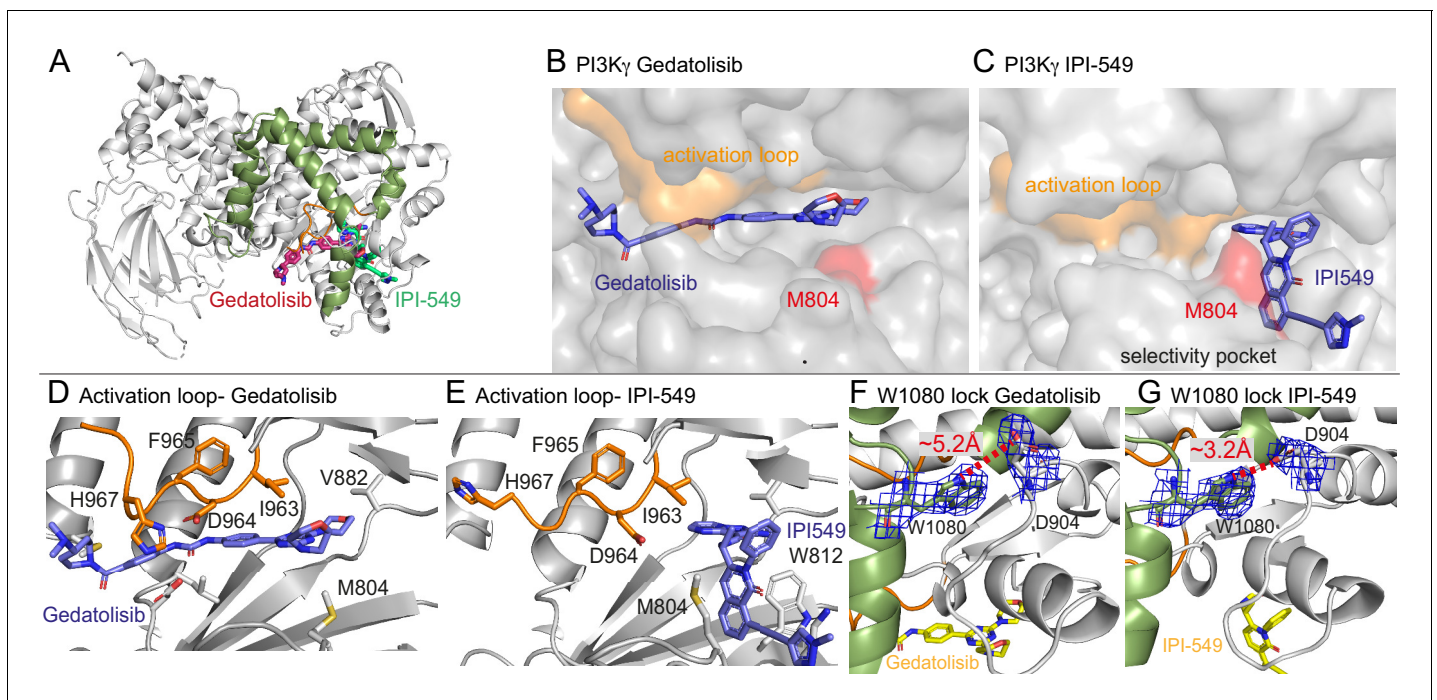 A
Gedatolisib
IPI-549
B PI3Kγ Gedatolisib
activation loop
Gedatolisib
M804
C PI3Kγ IPI-549
activation loop
IPI549
M804
selectivity pocket
D Activation loop- Gedatolisib
F965
V882
H967
I963
D964
M804
Gedatolisib
E Activation loop- IPI-549
F965
H967
I963
IPI549
D964
W812
M804
F W1080 lock Gedatolisib
~5.2Å
W1080
D904
Gedatolisib
G W1080 lock IPI-549
D904
~3.2Å
W1080
IPI-549